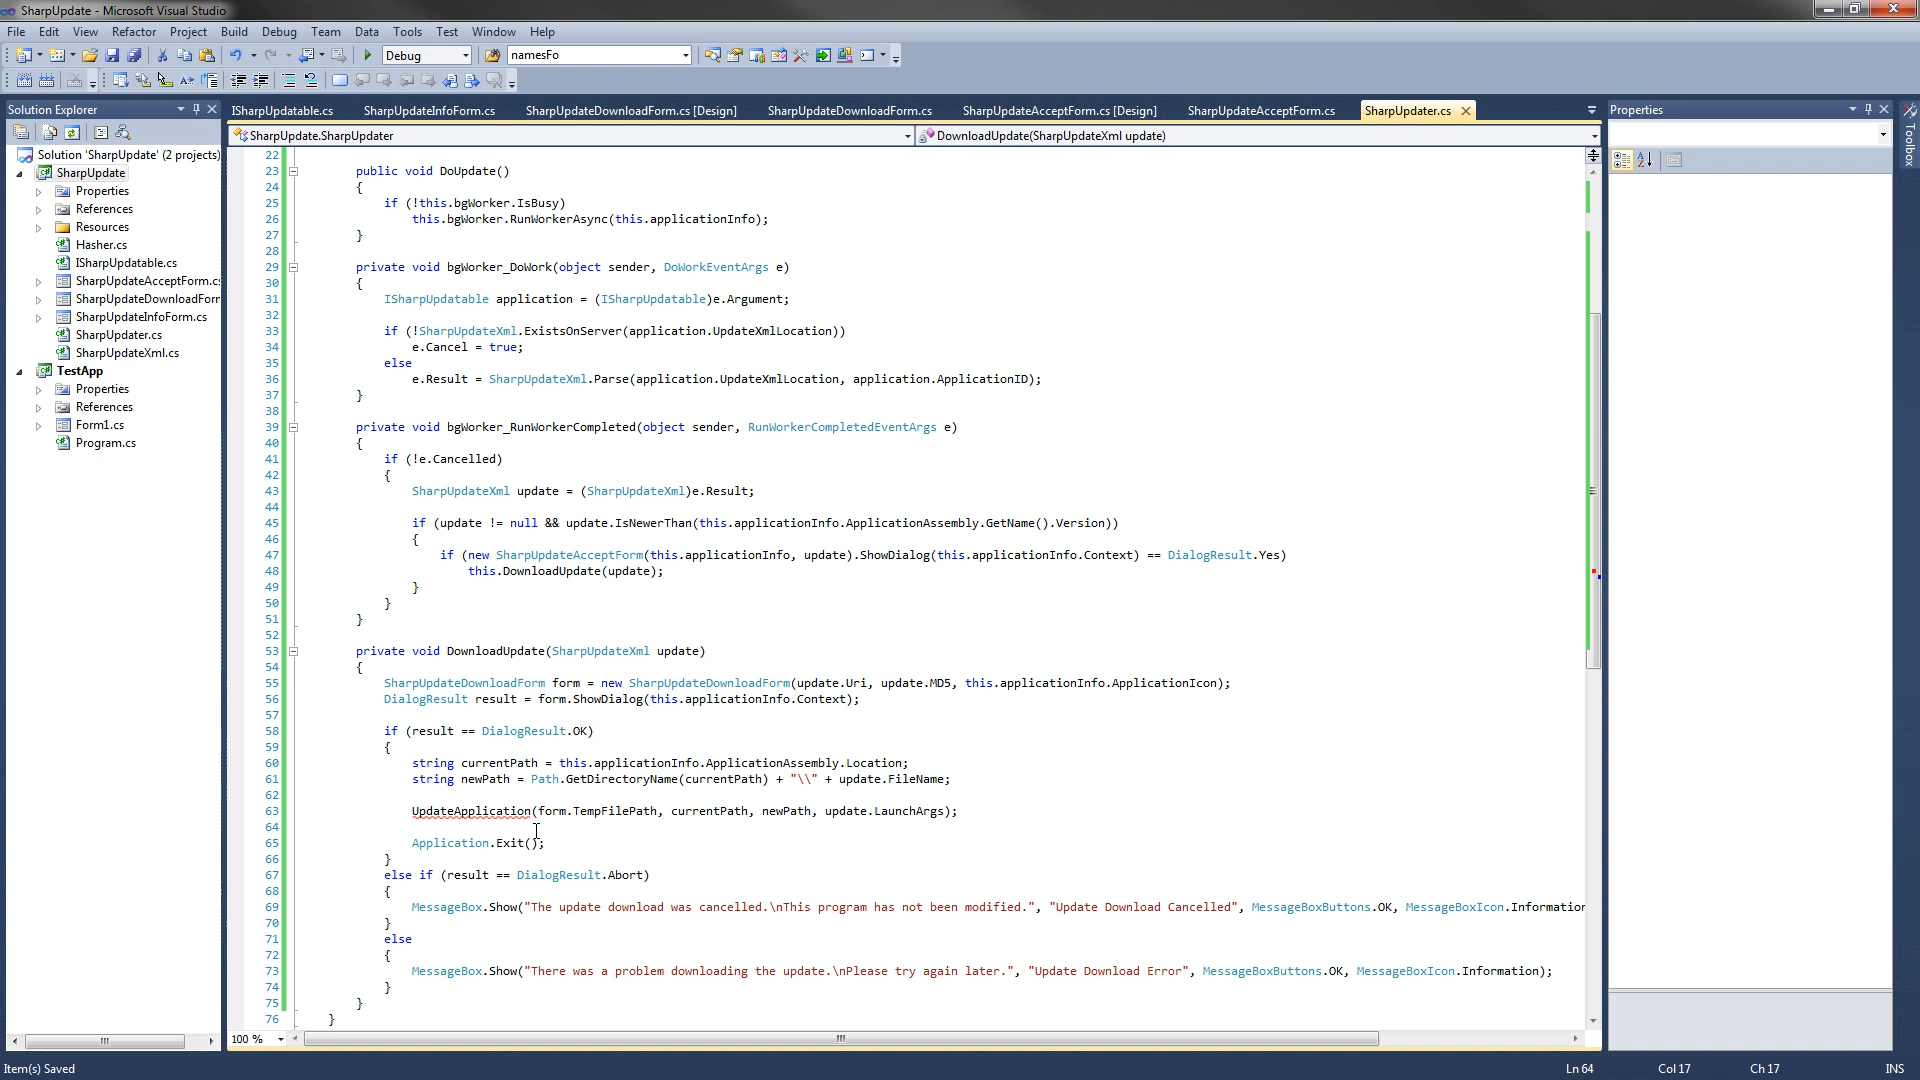 SharpUpdate - Microsoft Visual Studio
File Edit View Refactor Project Build Debug Team Data Tools Test Window Help
Debug namesFo
Solution Explorer
ISharpUpdatable.cs SharpUpdateInfoForm.cs SharpUpdateDownloadForm.cs [Design] SharpUpdateDownloadForm.cs SharpUpdateAcceptForm.cs [Design] SharpUpdateAcceptForm.cs SharpUpdater.cs
Properties
Toolbox
SharpUpdate.SharpUpdater DownloadUpdate(SharpUpdateXml update)
Solution 'SharpUpdate' (2 projects)
SharpUpdate
Properties
References
Resources
Hasher.cs
ISharpUpdatable.cs
SharpUpdateAcceptForm.cs
SharpUpdateDownloadForm
SharpUpdateInfoForm.cs
SharpUpdater.cs
SharpUpdateXml.cs
TestApp
Properties
References
Form1.cs
Program.cs
22
23 public void DoUpdate()
24 {
25 if (!this.bgWorker.IsBusy)
26 this.bgWorker.RunWorkerAsync(this.applicationInfo);
27 }
28
29 private void bgWorker_DoWork(object sender, DoWorkEventArgs e)
30 {
31 ISharpUpdatable application = (ISharpUpdatable)e.Argument;
32
33 if (!SharpUpdateXml.ExistsOnServer(application.UpdateXmlLocation))
34 e.Cancel = true;
35 else
36 e.Result = SharpUpdateXml.Parse(application.UpdateXmlLocation, application.ApplicationID);
37 }
38
39 private void bgWorker_RunWorkerCompleted(object sender, RunWorkerCompletedEventArgs e)
40 {
41 if (!e.Cancelled)
42 {
43 SharpUpdateXml update = (SharpUpdateXml)e.Result;
44
45 if (update != null && update.IsNewerThan(this.applicationInfo.ApplicationAssembly.GetName().Version))
46 {
47 if (new SharpUpdateAcceptForm(this.applicationInfo, update).ShowDialog(this.applicationInfo.Context) == DialogResult.Yes)
48 this.DownloadUpdate(update);
49 }
50 }
51 }
52
53 private void DownloadUpdate(SharpUpdateXml update)
54 {
55 SharpUpdateDownloadForm form = new SharpUpdateDownloadForm(update.Uri, update.MD5, this.applicationInfo.ApplicationIcon);
56 DialogResult result = form.ShowDialog(this.applicationInfo.Context);
57
58 if (result == DialogResult.OK)
59 {
60 string currentPath = this.applicationInfo.ApplicationAssembly.Location;
61 string newPath = Path.GetDirectoryName(currentPath) + "\\" + update.FileName;
62
63 UpdateApplication(form.TempFilePath, currentPath, newPath, update.LaunchArgs);
64
65 Application.Exit();
66 }
67 else if (result == DialogResult.Abort)
68 {
69 MessageBox.Show("The update download was cancelled.\nThis program has not been modified.", "Update Download Cancelled", MessageBoxButtons.OK, MessageBoxIcon.Information
70 }
71 else
72 {
73 MessageBox.Show("There was a problem downloading the update.\nPlease try again later.", "Update Download Error", MessageBoxButtons.OK, MessageBoxIcon.Information);
74 }
75 }
76 }
100 %
Item(s) Saved Ln 64 Col 17 Ch 17 INS